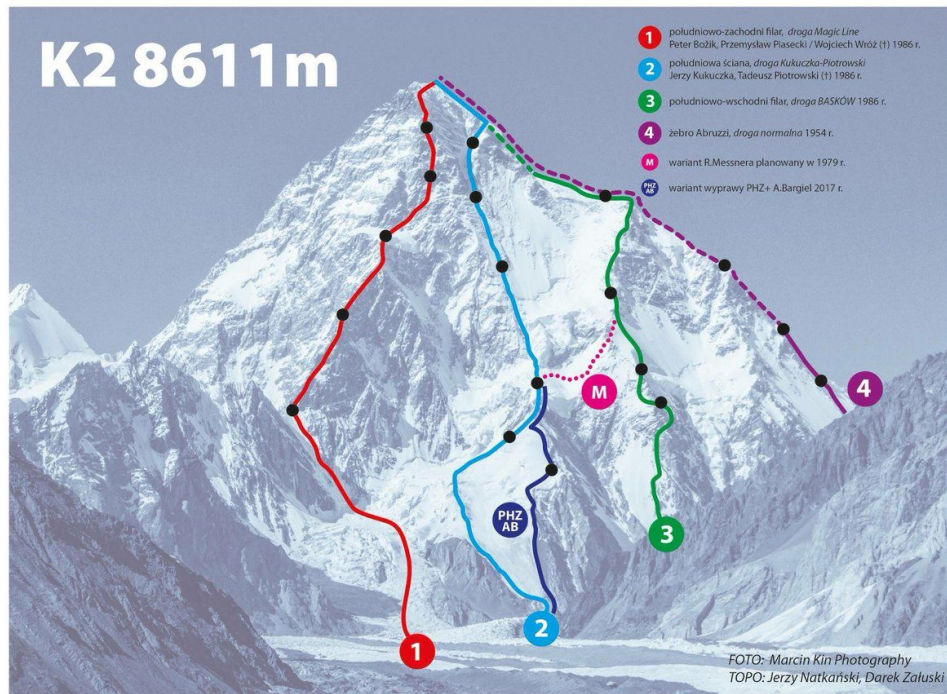 K2 8611m
1 południowo-zachodni filar, droga Magic Line
Peter Božik, Przemysław Piasecki / Wojciech Wróż (†) 1986 r.
2 południowa ściana, droga Kukuczka-Piotrowski
Jerzy Kukuczka, Tadeusz Piotrowski (†) 1986 r.
3 południowo-wschodni filar, droga BASKÓW 1986 r.
4 żebro Abruzzi, droga normalna 1954 r.
M wariant R.Messnera planowany w 1979 r.
PHZ
AB
wariant wyprawy PHZ+ A.Bargiel 2017 r.
4
M
PHZ
AB
3
2
1
FOTO: Marcin Kin Photography
TOPO: Jerzy Natkański, Darek Załuski